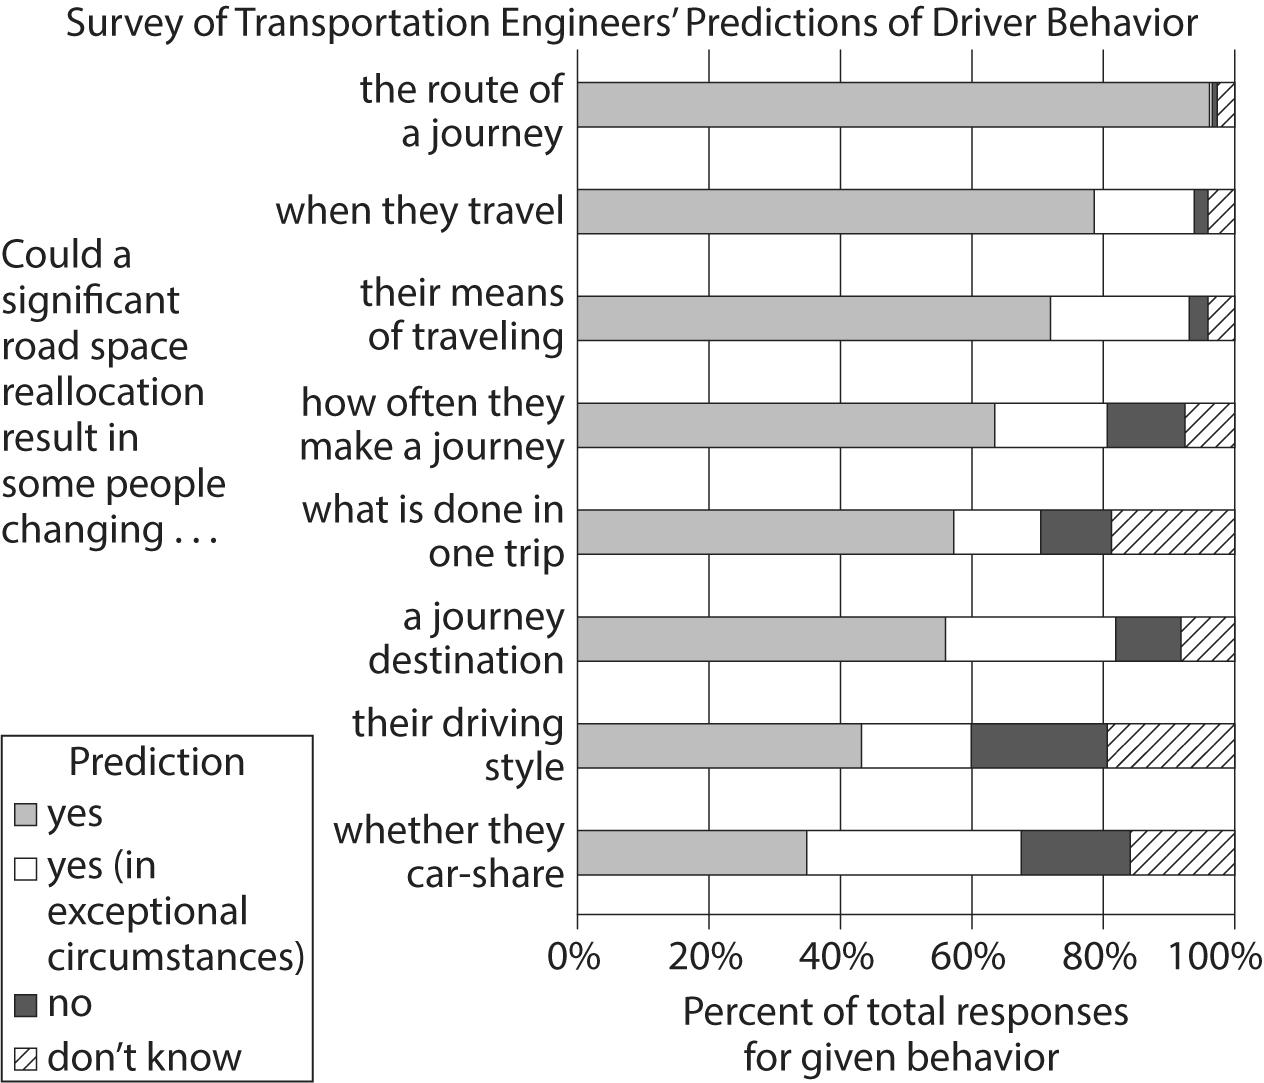 Survey of Transportation Engineers’ Predictions of Driver Behavior
Could a
significant
road space
reallocation
result in
some people
changing . . .
the route of
a journey
when they travel
their means
of traveling
how often they
make a journey
what is done in
one trip
a journey
destination
their driving
style
whether they
car-share
0% 20% 40% 60% 80% 100%
Percent of total responses
for given behavior
Prediction
yes
yes (in
exceptional
circumstances)
no
don’t know